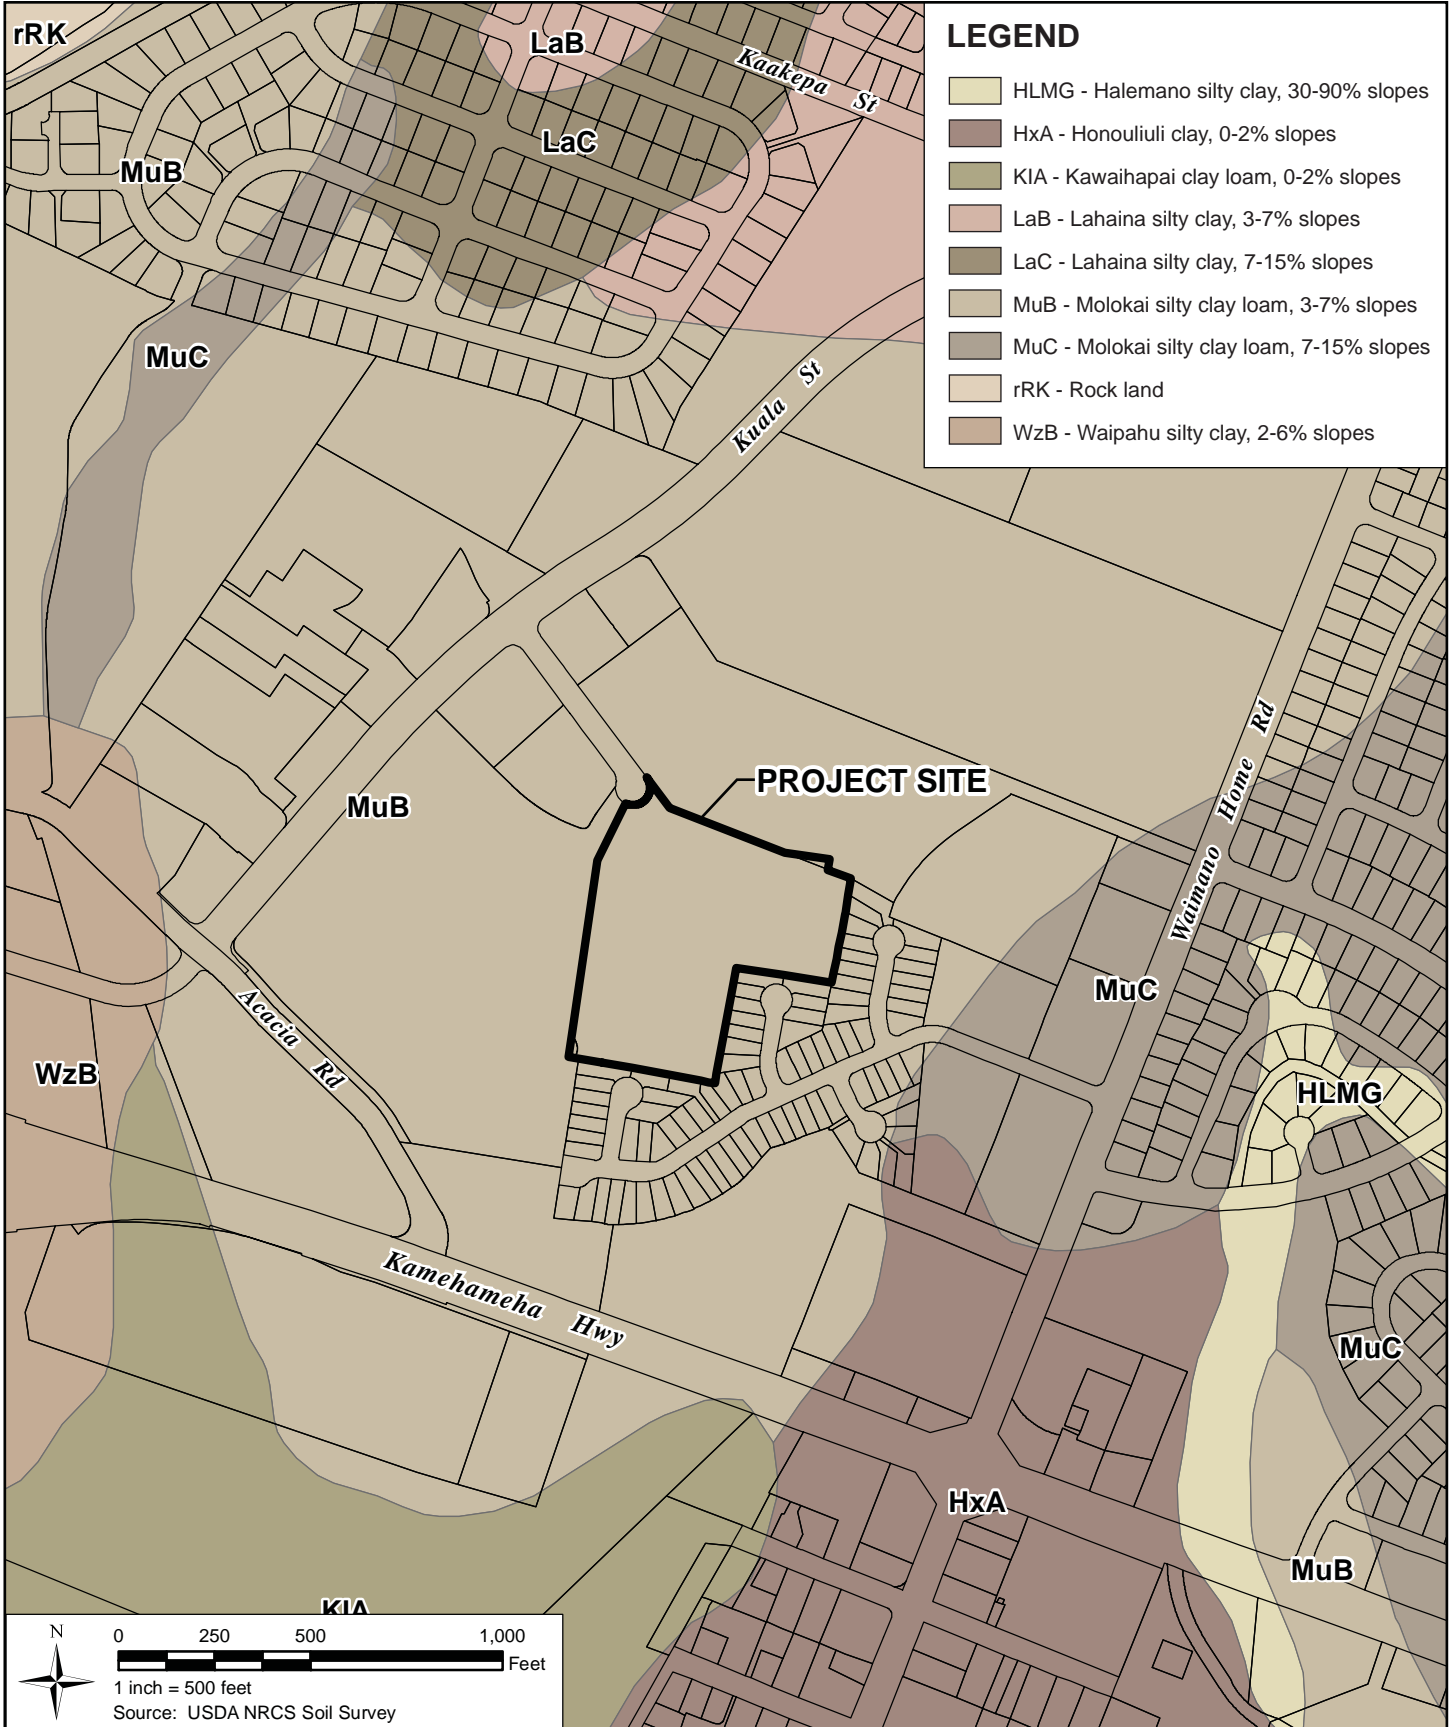 rRK
LaB
Kaakepa St
LaC
MuB
MuC
Kuala St
LEGEND
HLMG - Halemano silty clay, 30-90% slopes
HxA - Honouliuli clay, 0-2% slopes
KIA - Kawaihapai clay loam, 0-2% slopes
LaB - Lahaina silty clay, 3-7% slopes
LaC - Lahaina silty clay, 7-15% slopes
MuB - Molokai silty clay loam, 3-7% slopes
MuC - Molokai silty clay loam, 7-15% slopes
rRK - Rock land
WzB - Waipahu silty clay, 2-6% slopes
Waimano Home Rd
PROJECT SITE
MuB
MuC
Acacia Rd
WzB
HLMG
Kamehameha Hwy
MuC
HxA
MuB
KIA
N
0 250 500 1,000
Feet
1 inch = 500 feet
Source: USDA NRCS Soil Survey